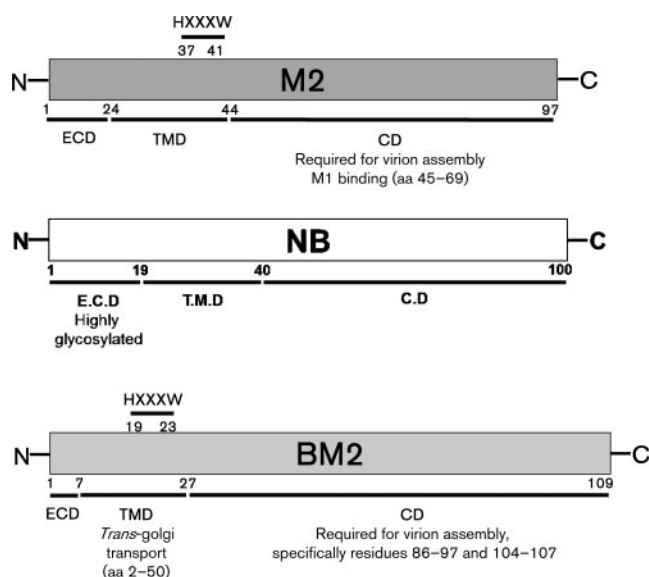 HXXXW
37 41
N M2 C
1 24 44 97
ECD TMD CD
Required for virion assembly
M1 binding (aa 45–69)
N NB C
1 19 40 100
E.C.D T.M.D C.D
Highly
glycosylated
HXXXW
19 23
N BM2 C
1 7 27 109
ECD TMD CD
Trans-golgi Required for virion assembly,
transport specifically residues 86–97 and 104–107
(aa 2–50)